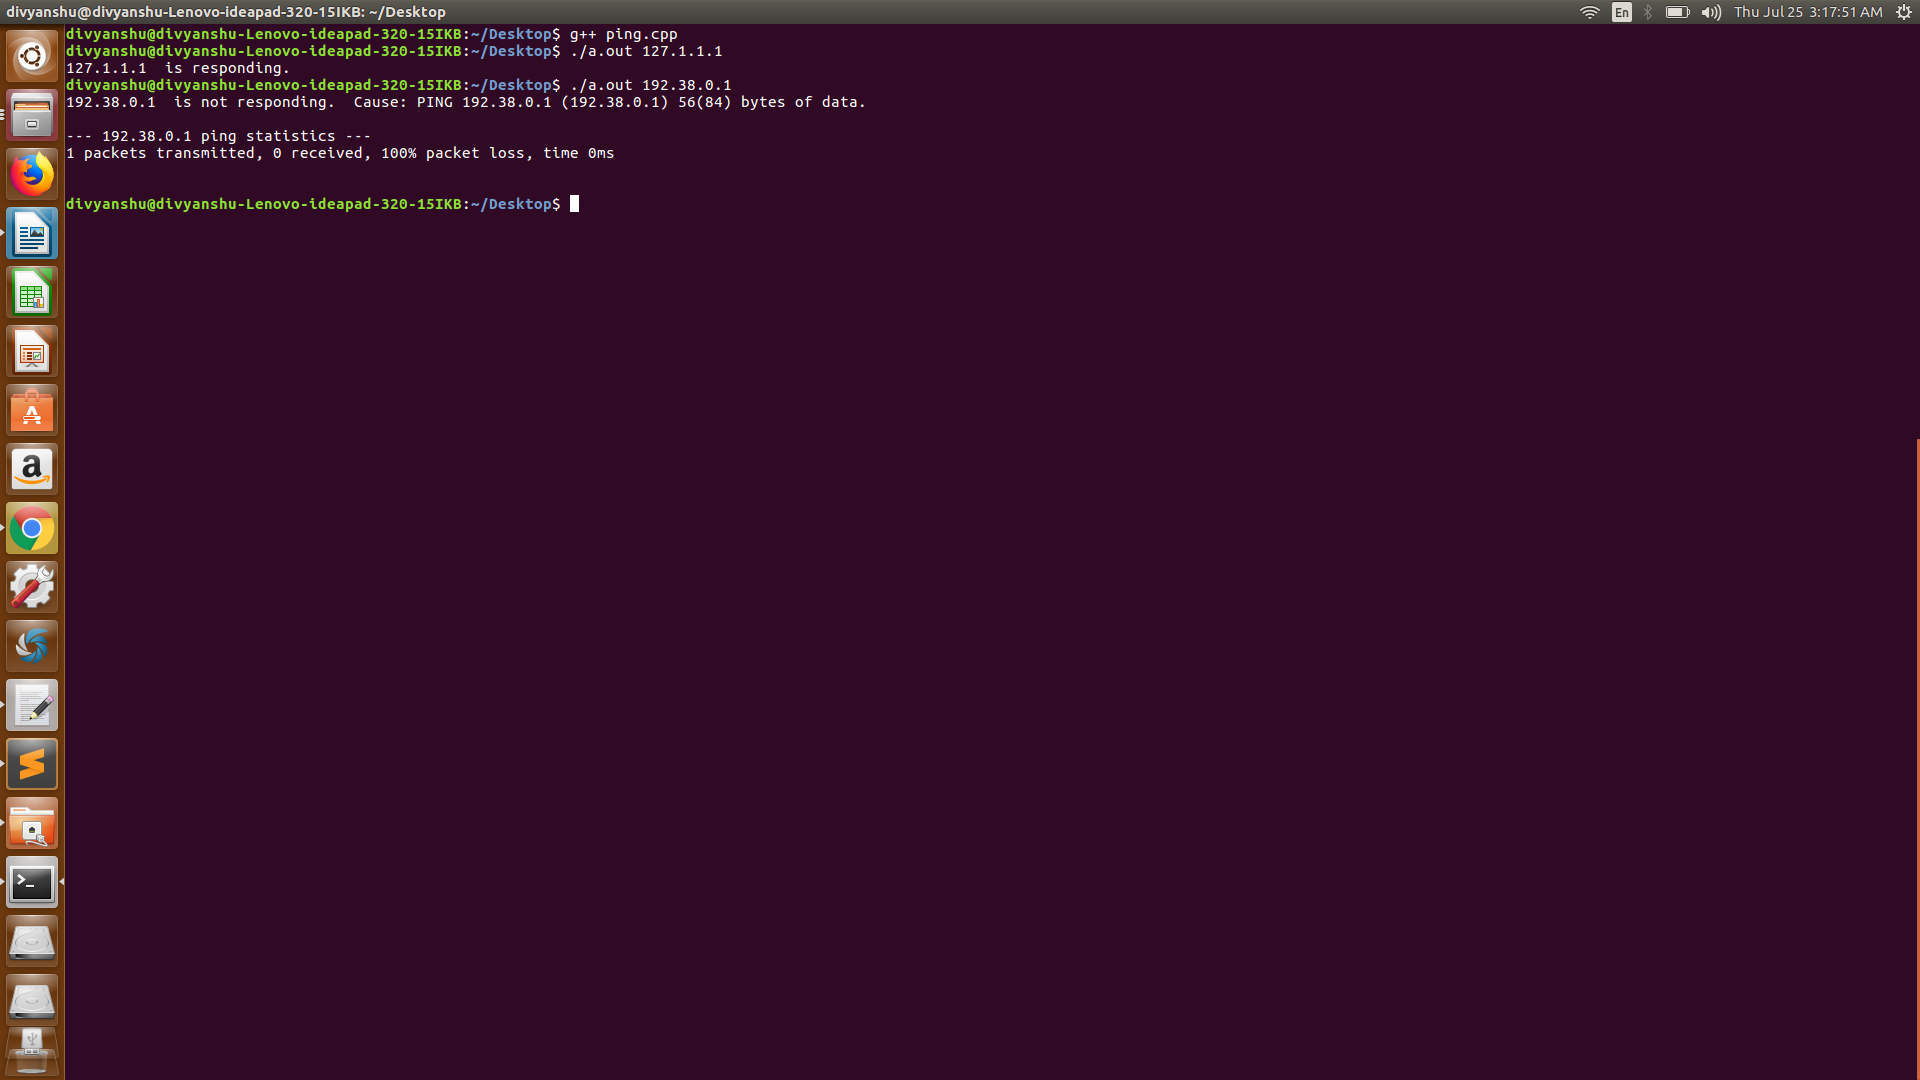 divyanshu@divyanshu-Lenovo-ideapad-320-15IKB: ~/Desktop
En
Thu Jul 25 3:17:51 AM
divyanshu@divyanshu-Lenovo-ideapad-320-15IKB:~/Desktop$ g++ ping.cpp
divyanshu@divyanshu-Lenovo-ideapad-320-15IKB:~/Desktop$ ./a.out 127.1.1.1
127.1.1.1  is responding.
divyanshu@divyanshu-Lenovo-ideapad-320-15IKB:~/Desktop$ ./a.out 192.38.0.1
192.38.0.1  is not responding.  Cause: PING 192.38.0.1 (192.38.0.1) 56(84) bytes of data.
--- 192.38.0.1 ping statistics ---
1 packets transmitted, 0 received, 100% packet loss, time 0ms
divyanshu@divyanshu-Lenovo-ideapad-320-15IKB:~/Desktop$